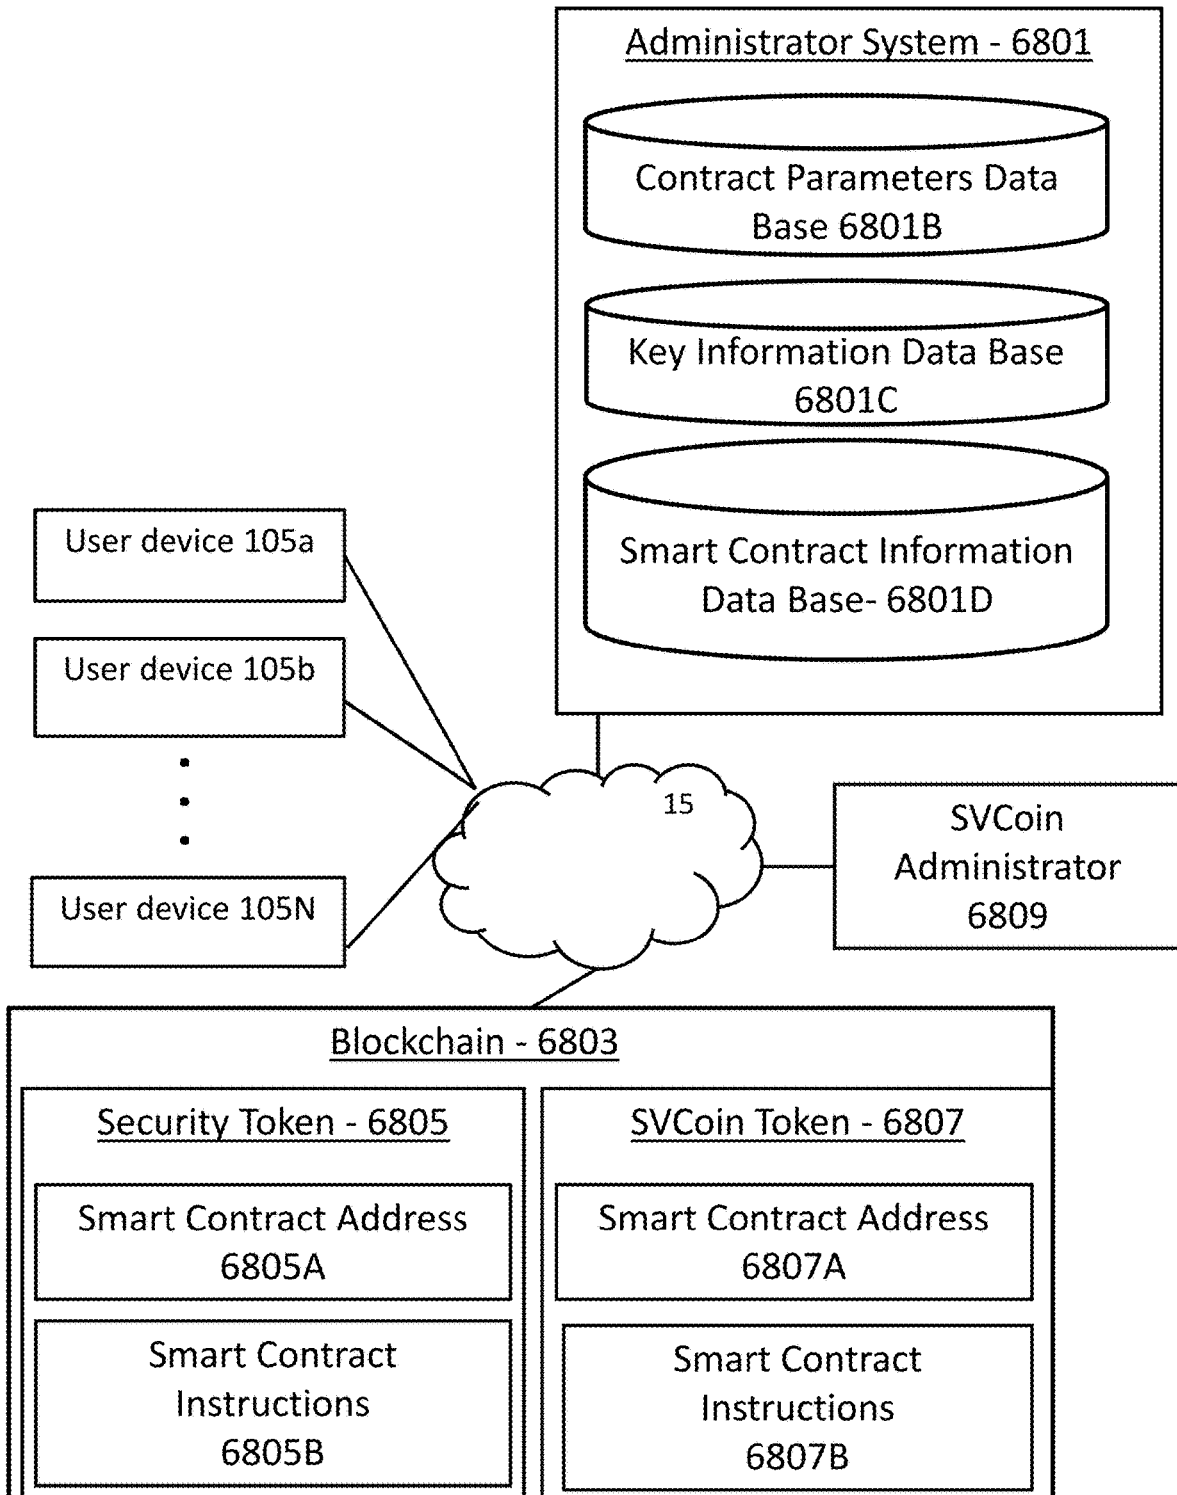 Administrator System - 6801
Contract Parameters Data
Base 6801B
Key Information Data Base
6801C
Smart Contract Information
Data Base- 6801D
User device 105a
User device 105b
User device 105N
15
SVCoin
Administrator
6809
Blockchain - 6803
Security Token - 6805
Smart Contract Address
6805A
Smart Contract
Instructions
6805B
SVCoin Token - 6807
Smart Contract Address
6807A
Smart Contract
Instructions
6807B